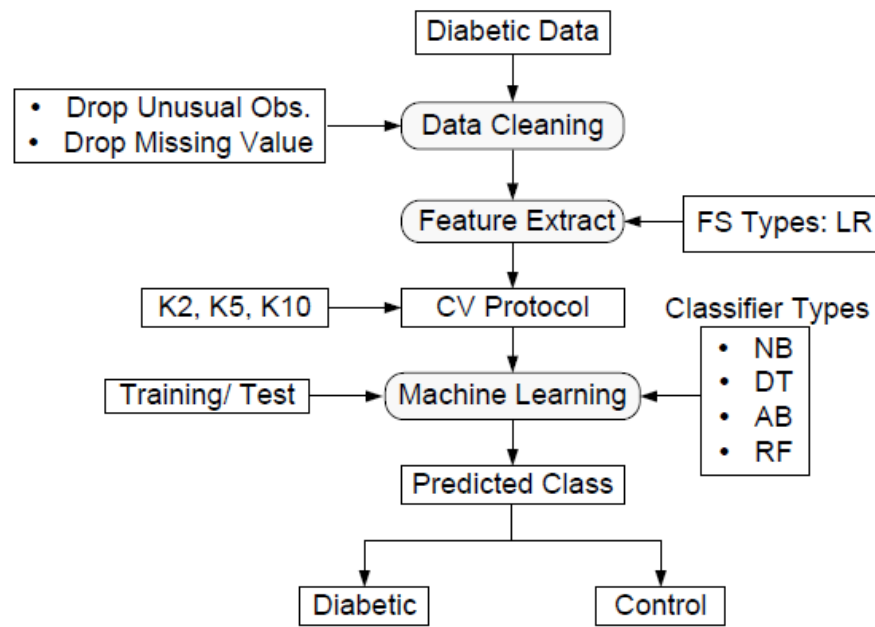 Diabetic Data
• Drop Unusual Obs.
• Drop Missing Value
Data Cleaning
Feature Extract
FS Types: LR
K2, K5, K10
CV Protocol
Classifier Types
• NB
• DT
• AB
• RF
Training/ Test
Machine Learning
Predicted Class
Diabetic
Control